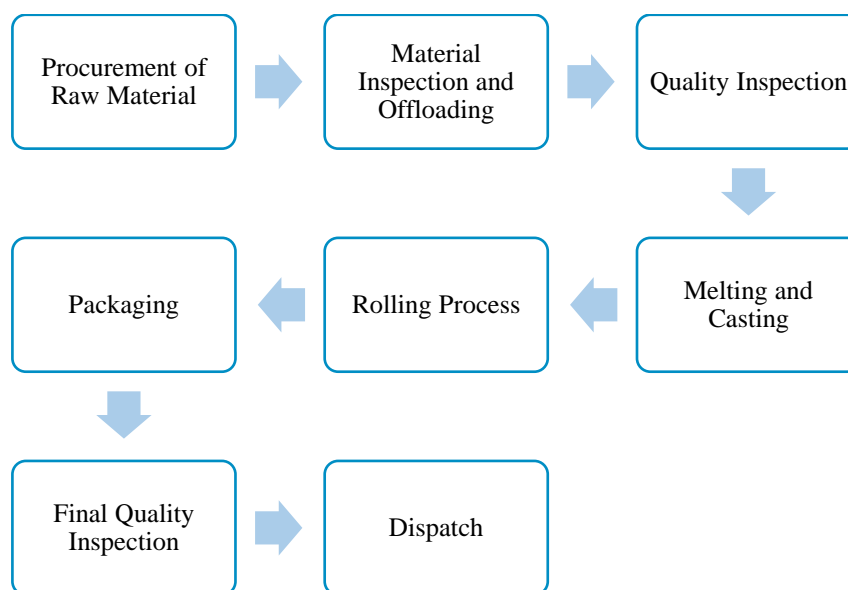 Procurement of
Raw Material
Material
Inspection and
Offloading
Quality Inspection
Melting and
Casting
Rolling Process
Packaging
Final Quality
Inspection
Dispatch